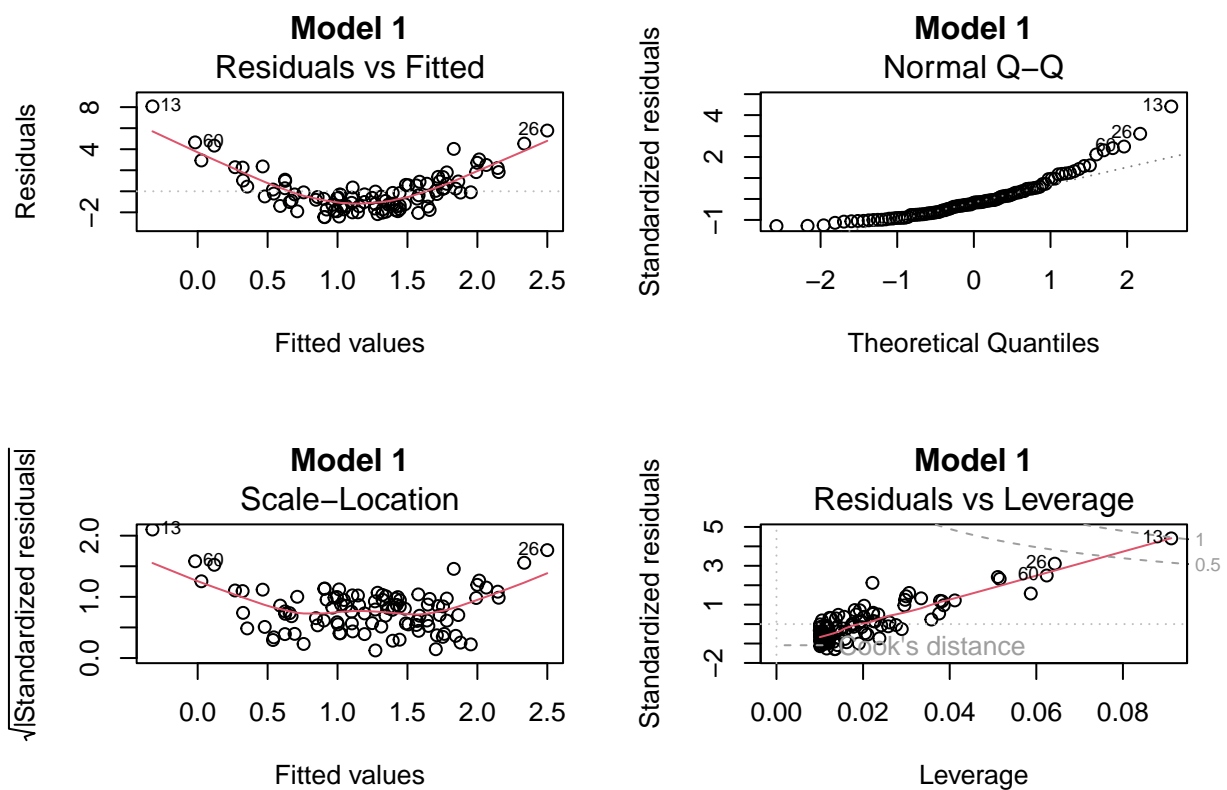 Model 1
Residuals vs Fitted
Residuals
8
4
−2
13
60
26
0.0 0.5 1.0 1.5 2.0 2.5
Fitted values
Model 1
Normal Q−Q
Standardized residuals
4
2
−1
13
26
60
−2 −1 0 1 2
Theoretical Quantiles
Model 1
Scale−Location
√|Standardized residuals|
2.0
1.0
0.0
13
60
26
0.0 0.5 1.0 1.5 2.0 2.5
Fitted values
Model 1
Residuals vs Leverage
Standardized residuals
5
3
1
−2
13
26
60
1
0.5
Cook's distance
0.00 0.02 0.04 0.06 0.08
Leverage